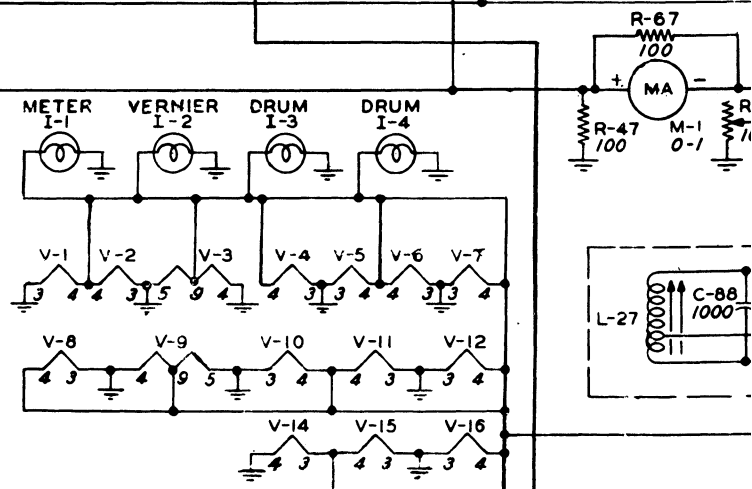 R-67
100
METER VERNIER DRUM DRUM
I-1 I-2 I-3 I-4
+ MA −
R-47 M-1
100 0-1
V-1 V-2 V-3 V-4 V-5 V-6 V-7
3 4 4 3 5 9 4 4 3 3 4 4 3 3 4
C-88
1000
L-27
V-8 V-9 V-10 V-11 V-12
4 3 4 9 5 3 4 4 3 3 4
V-14 V-15 V-16
4 3 4 3 3 4